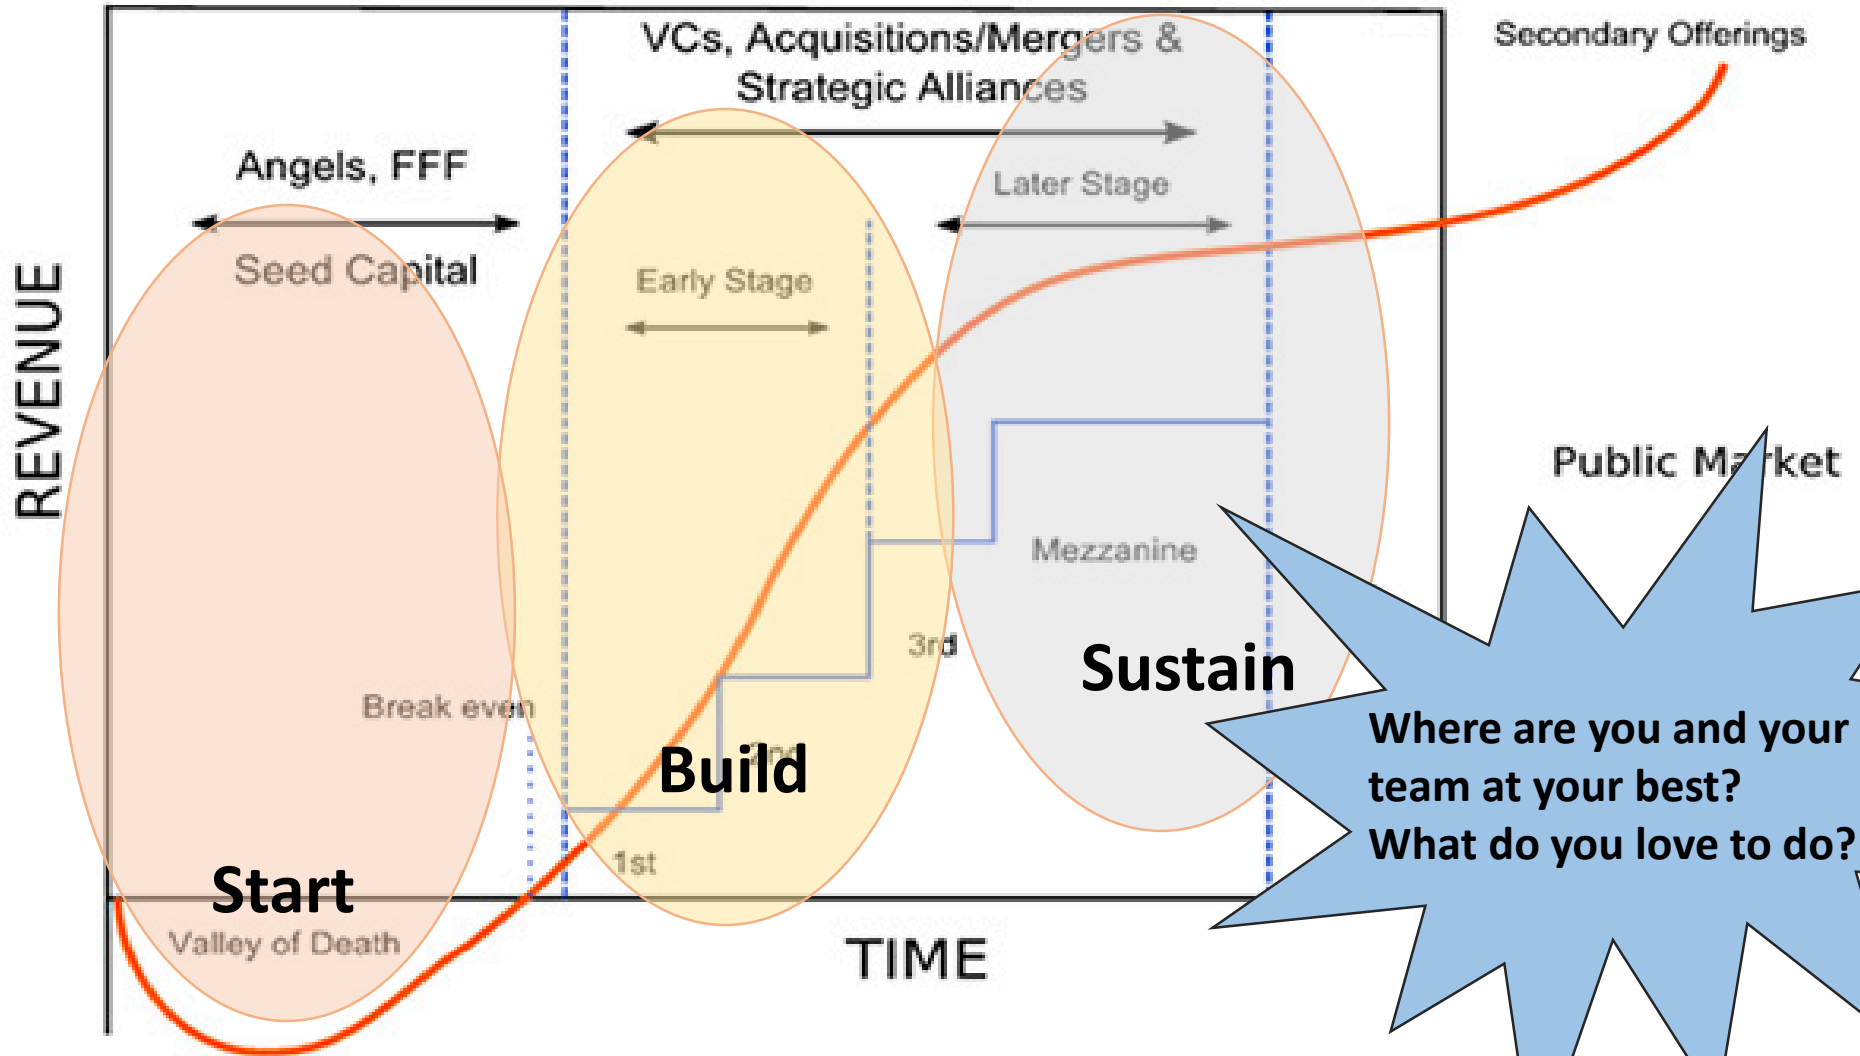 VCs, Acquisitions/Mergers &
Strategic Alliances
Secondary Offerings
Angels, FFF
Later Stage
Seed Capital
Early Stage
REVENUE
Public Market
Mezzanine
3rd
Sustain
Break even
2nd
Build
Where are you and your
team at your best?
What do you love to do?
1st
Start
Valley of Death
TIME